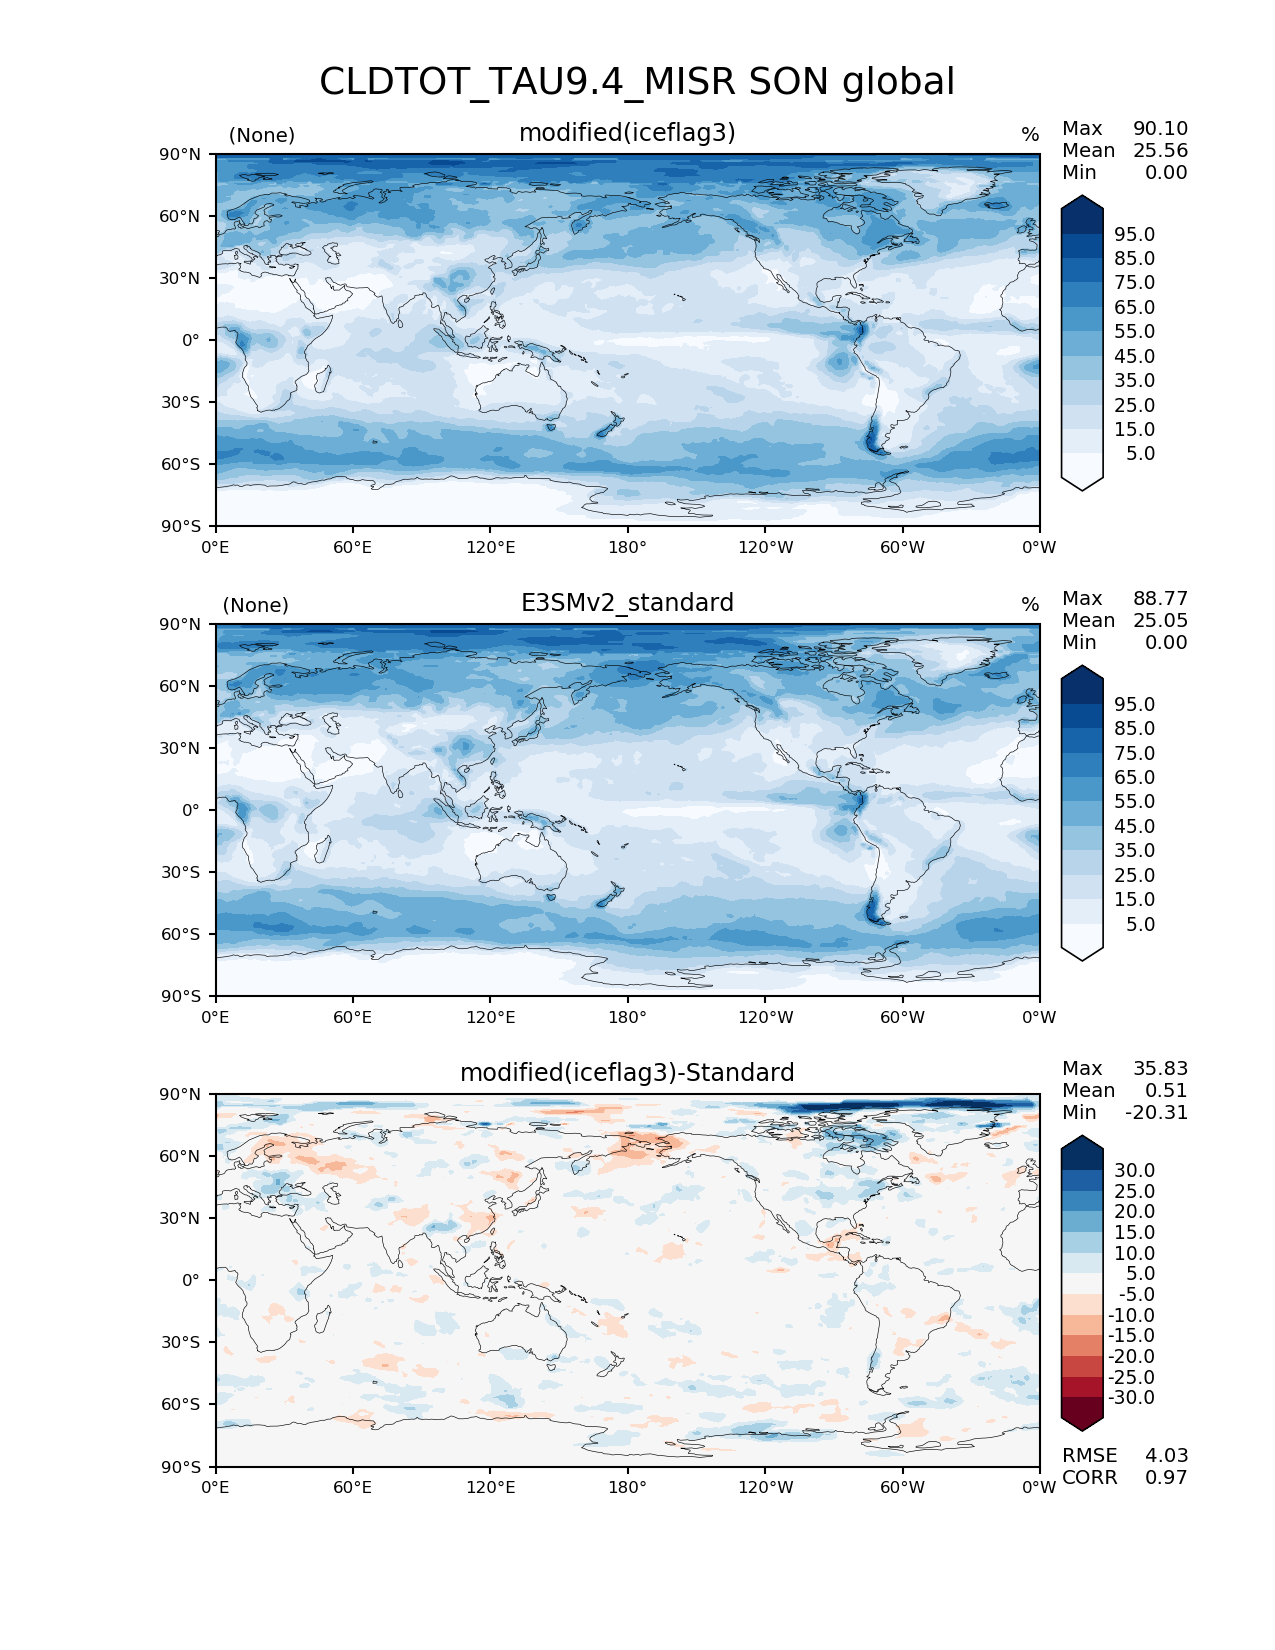 CLDTOT_TAU9.4_MISR SON global
(None) modified(iceflag3) %
Max 90.10
Mean 25.56
Min 0.00
90°N
60°N
30°N
0°
30°S
60°S
90°S
0°E 60°E 120°E 180° 120°W 60°W 0°W
95.0
85.0
75.0
65.0
55.0
45.0
35.0
25.0
15.0
5.0
(None) E3SMv2_standard %
Max 88.77
Mean 25.05
Min 0.00
90°N
60°N
30°N
0°
30°S
60°S
90°S
0°E 60°E 120°E 180° 120°W 60°W 0°W
95.0
85.0
75.0
65.0
55.0
45.0
35.0
25.0
15.0
5.0
modified(iceflag3)-Standard
Max 35.83
Mean 0.51
Min -20.31
90°N
60°N
30°N
0°
30°S
60°S
90°S
0°E 60°E 120°E 180° 120°W 60°W 0°W
30.0
25.0
20.0
15.0
10.0
5.0
-5.0
-10.0
-15.0
-20.0
-25.0
-30.0
RMSE 4.03
CORR 0.97